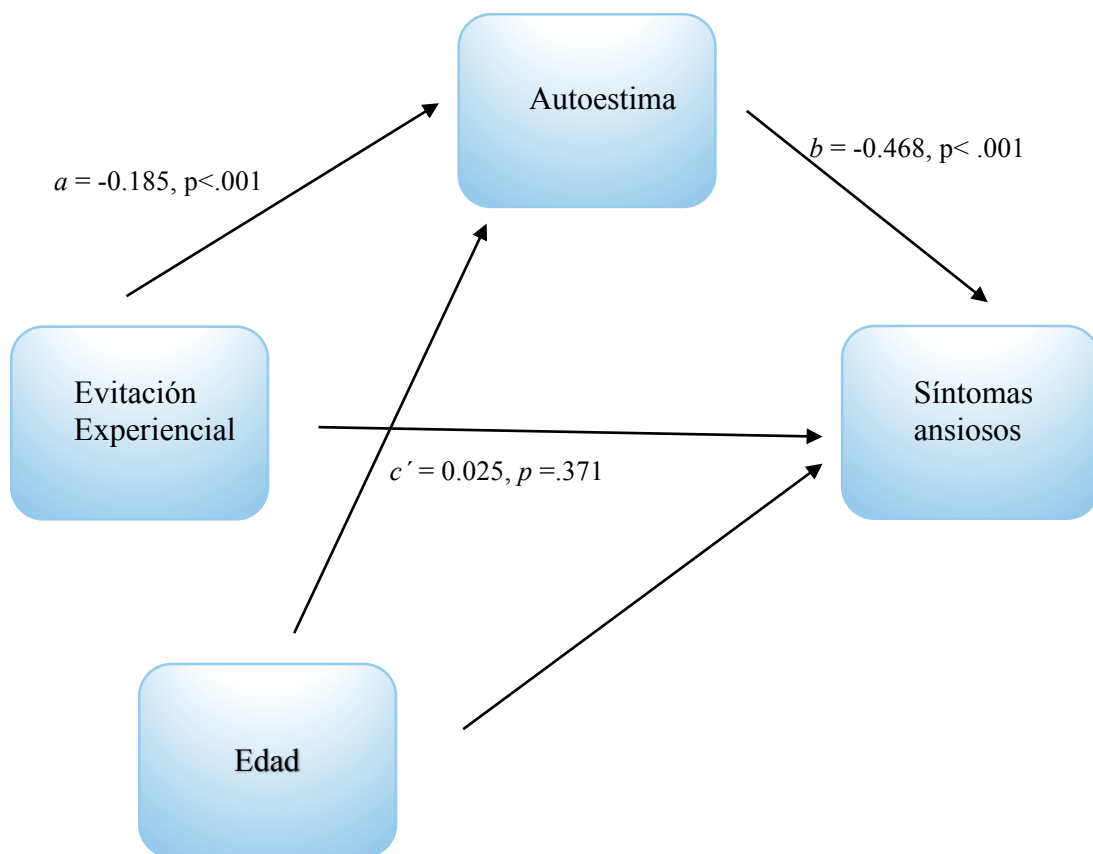 Autoestima
a = -0.185, p<.001
b = -0.468, p< .001
Evitación
Experiencial
Síntomas
ansiosos
c´ = 0.025, p =.371
Edad